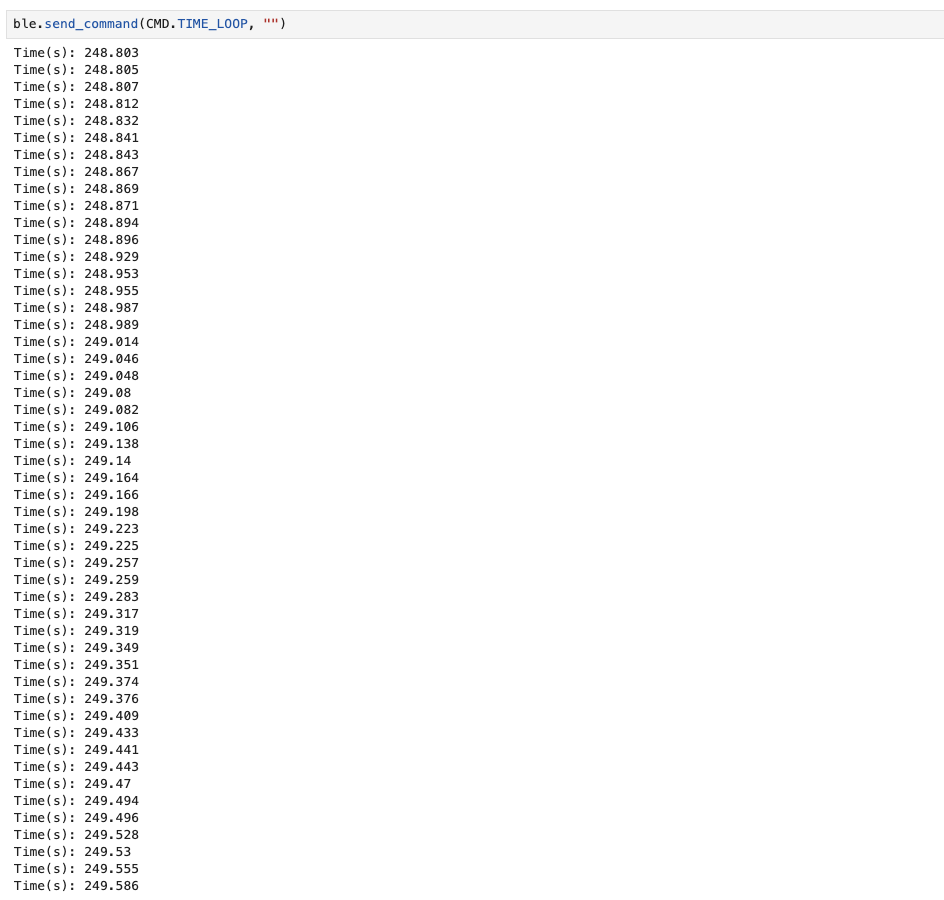 ble.send_command(CMD.TIME_LOOP, "")
Time(s): 248.803
Time(s): 248.805
Time(s): 248.807
Time(s): 248.812
Time(s): 248.832
Time(s): 248.841
Time(s): 248.843
Time(s): 248.867
Time(s): 248.869
Time(s): 248.871
Time(s): 248.894
Time(s): 248.896
Time(s): 248.929
Time(s): 248.953
Time(s): 248.955
Time(s): 248.987
Time(s): 248.989
Time(s): 249.014
Time(s): 249.046
Time(s): 249.048
Time(s): 249.08
Time(s): 249.082
Time(s): 249.106
Time(s): 249.138
Time(s): 249.14
Time(s): 249.164
Time(s): 249.166
Time(s): 249.198
Time(s): 249.223
Time(s): 249.225
Time(s): 249.257
Time(s): 249.259
Time(s): 249.283
Time(s): 249.317
Time(s): 249.319
Time(s): 249.349
Time(s): 249.351
Time(s): 249.374
Time(s): 249.376
Time(s): 249.409
Time(s): 249.433
Time(s): 249.441
Time(s): 249.443
Time(s): 249.47
Time(s): 249.494
Time(s): 249.496
Time(s): 249.528
Time(s): 249.53
Time(s): 249.555
Time(s): 249.586